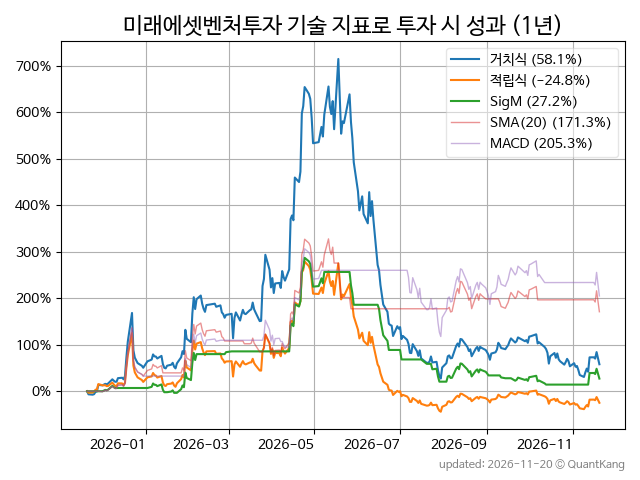 미래에셋벤처투자 기술 지표로 투자 시 성과 (1년)
거치식 (58.1%)
적립식 (-24.8%)
SigM (27.2%)
SMA(20) (171.3%)
MACD (205.3%)
700%
600%
500%
400%
300%
200%
100%
0%
2026-01 2026-03 2026-05 2026-07 2026-09 2026-11
updated: 2026-11-20 © QuantKang